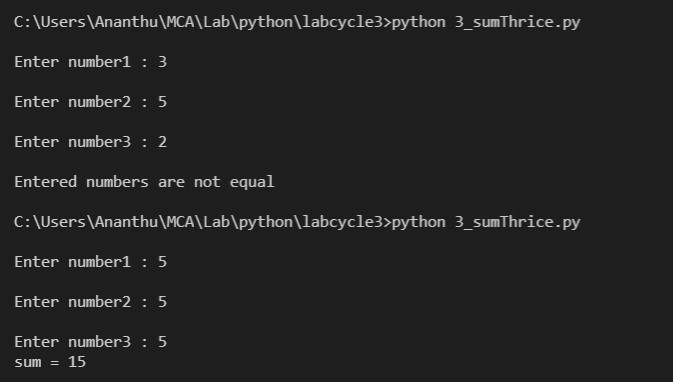 C:\Users\Ananthu\MCA\Lab\python\labcycle3>python 3_sumThrice.py
Enter number1 : 3
Enter number2 : 5
Enter number3 : 2
Entered numbers are not equal
C:\Users\Ananthu\MCA\Lab\python\labcycle3>python 3_sumThrice.py
Enter number1 : 5
Enter number2 : 5
Enter number3 : 5
sum = 15